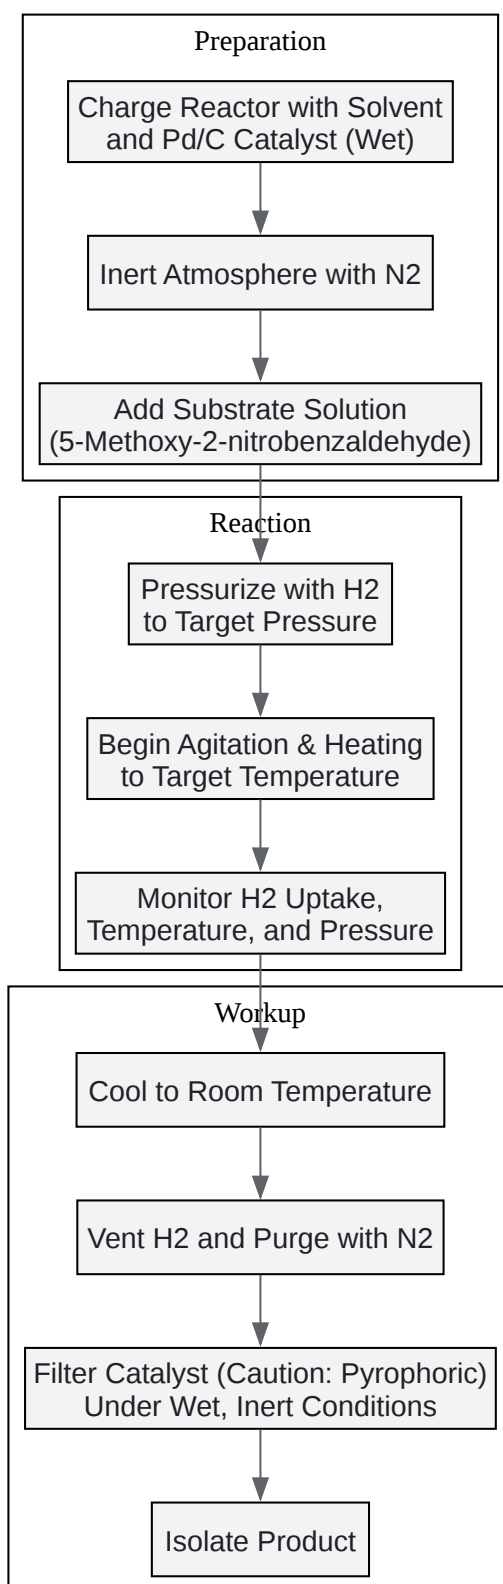 Preparation
Charge Reactor with Solvent
and Pd/C Catalyst (Wet)
Inert Atmosphere with N2
Add Substrate Solution
(5-Methoxy-2-nitrobenzaldehyde)
Reaction
Pressurize with H2
to Target Pressure
Begin Agitation & Heating
to Target Temperature
Monitor H2 Uptake,
Temperature, and Pressure
Workup
Cool to Room Temperature
Vent H2 and Purge with N2
Filter Catalyst (Caution: Pyrophoric)
Under Wet, Inert Conditions
Isolate Product